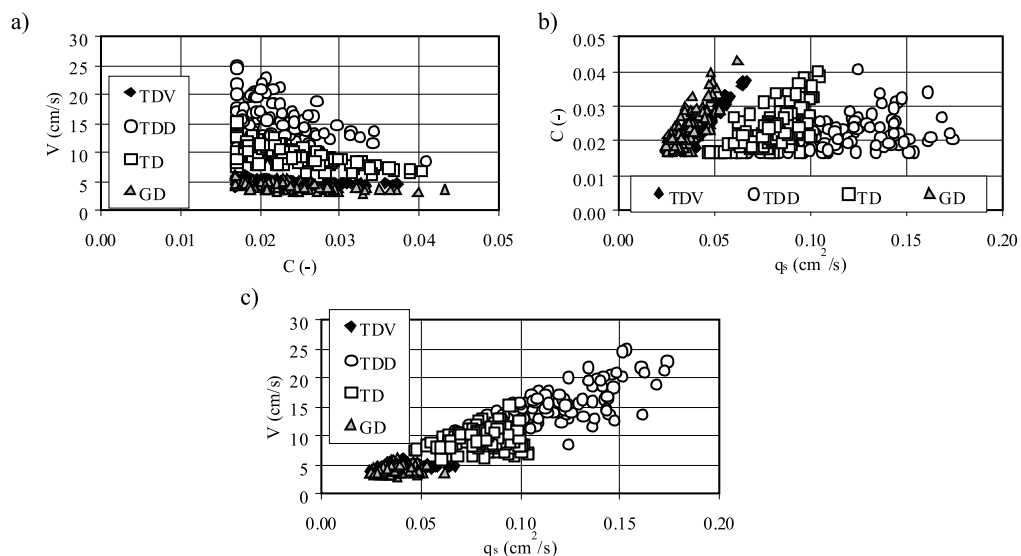 a)
30
25
20
15
10
5
0
V (cm/s)
TDV
TDD
TD
GD
0.00 0.01 0.02 0.03 0.04 0.05
C (-)
b)
0.05
0.04
0.03
0.02
0.01
0.00
C (-)
TDV TDD TD GD
0.00 0.05 0.10 0.15 0.20
qs (cm2/s)
c)
30
25
20
15
10
5
0
V (cm/s)
TDV
TDD
TD
GD
0.00 0.05 0.10 0.15 0.20
qs (cm2/s)